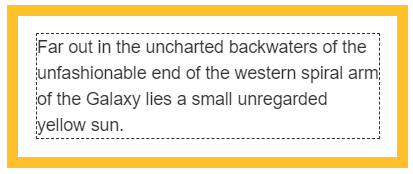 Far out in the uncharted backwaters of the
unfashionable end of the western spiral arm
of the Galaxy lies a small unregarded
yellow sun.